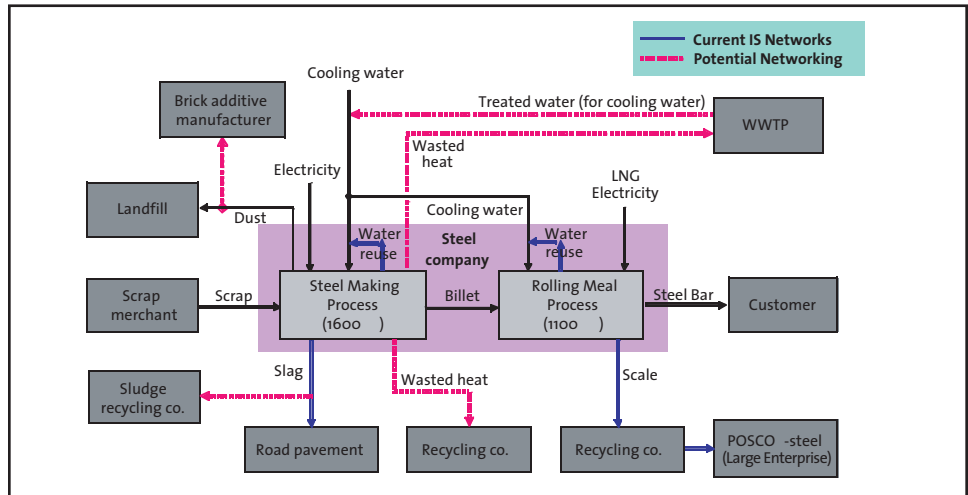 Current IS Networks
Potential Networking
Cooling water
Brick additive
manufacturer
Treated water (for cooling water)
WWTP
Wasted
heat
Electricity
LNG
Electricity
Landfill
Dust
Cooling water
Water
reuse
Steel
company
Water
reuse
Scrap
merchant
Scrap
Steel Making
Process
(1600 )
Billet
Rolling Meal
Process
(1100 )
Steel Bar
Customer
Slag
Wasted heat
Scale
Sludge
recycling co.
Road pavement
Recycling co.
Recycling co.
POSCO -steel
(Large Enterprise)